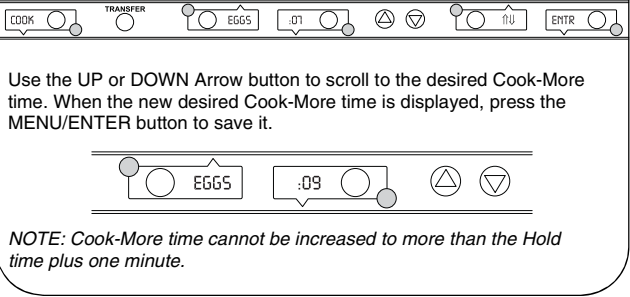 COOK TRANSFER EGGS :07 ENTR
Use the UP or DOWN Arrow button to scroll to the desired Cook-More
time. When the new desired Cook-More time is displayed, press the
MENU/ENTER button to save it.
EGGS :09
NOTE: Cook-More time cannot be increased to more than the Hold
time plus one minute.